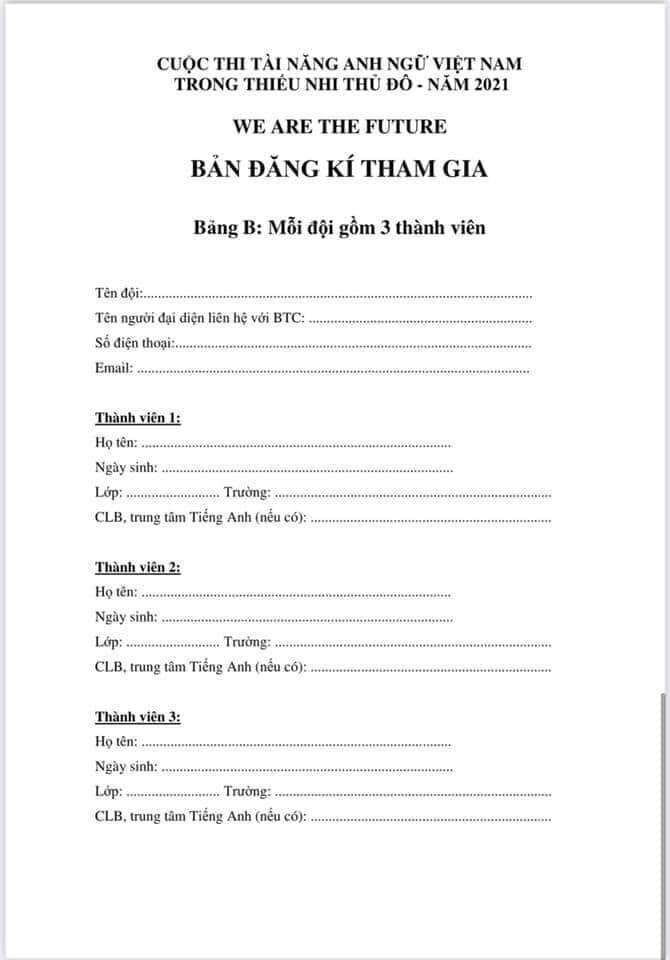 CUỘC THI TÀI NĂNG ANH NGỮ VIỆT NAM
TRONG THIẾU NHI THỦ ĐÔ - NĂM 2021
WE ARE THE FUTURE
BẢN ĐĂNG KÍ THAM GIA
Bảng B: Mỗi đội gồm 3 thành viên
Tên đội:............................................................................................................
Tên người đại diện liên hệ với BTC: ..............................................................
Số điện thoại:...................................................................................................
Email: .............................................................................................................
Thành viên 1:
Họ tên: ......................................................................................
Ngày sinh: .................................................................................
Lớp: .......................... Trường: .............................................................................
CLB, trung tâm Tiếng Anh (nếu có): ...................................................................
Thành viên 2:
Họ tên: ......................................................................................
Ngày sinh: .................................................................................
Lớp: .......................... Trường: .............................................................................
CLB, trung tâm Tiếng Anh (nếu có): ...................................................................
Thành viên 3:
Họ tên: ......................................................................................
Ngày sinh: .................................................................................
Lớp: .......................... Trường: .............................................................................
CLB, trung tâm Tiếng Anh (nếu có): ...................................................................